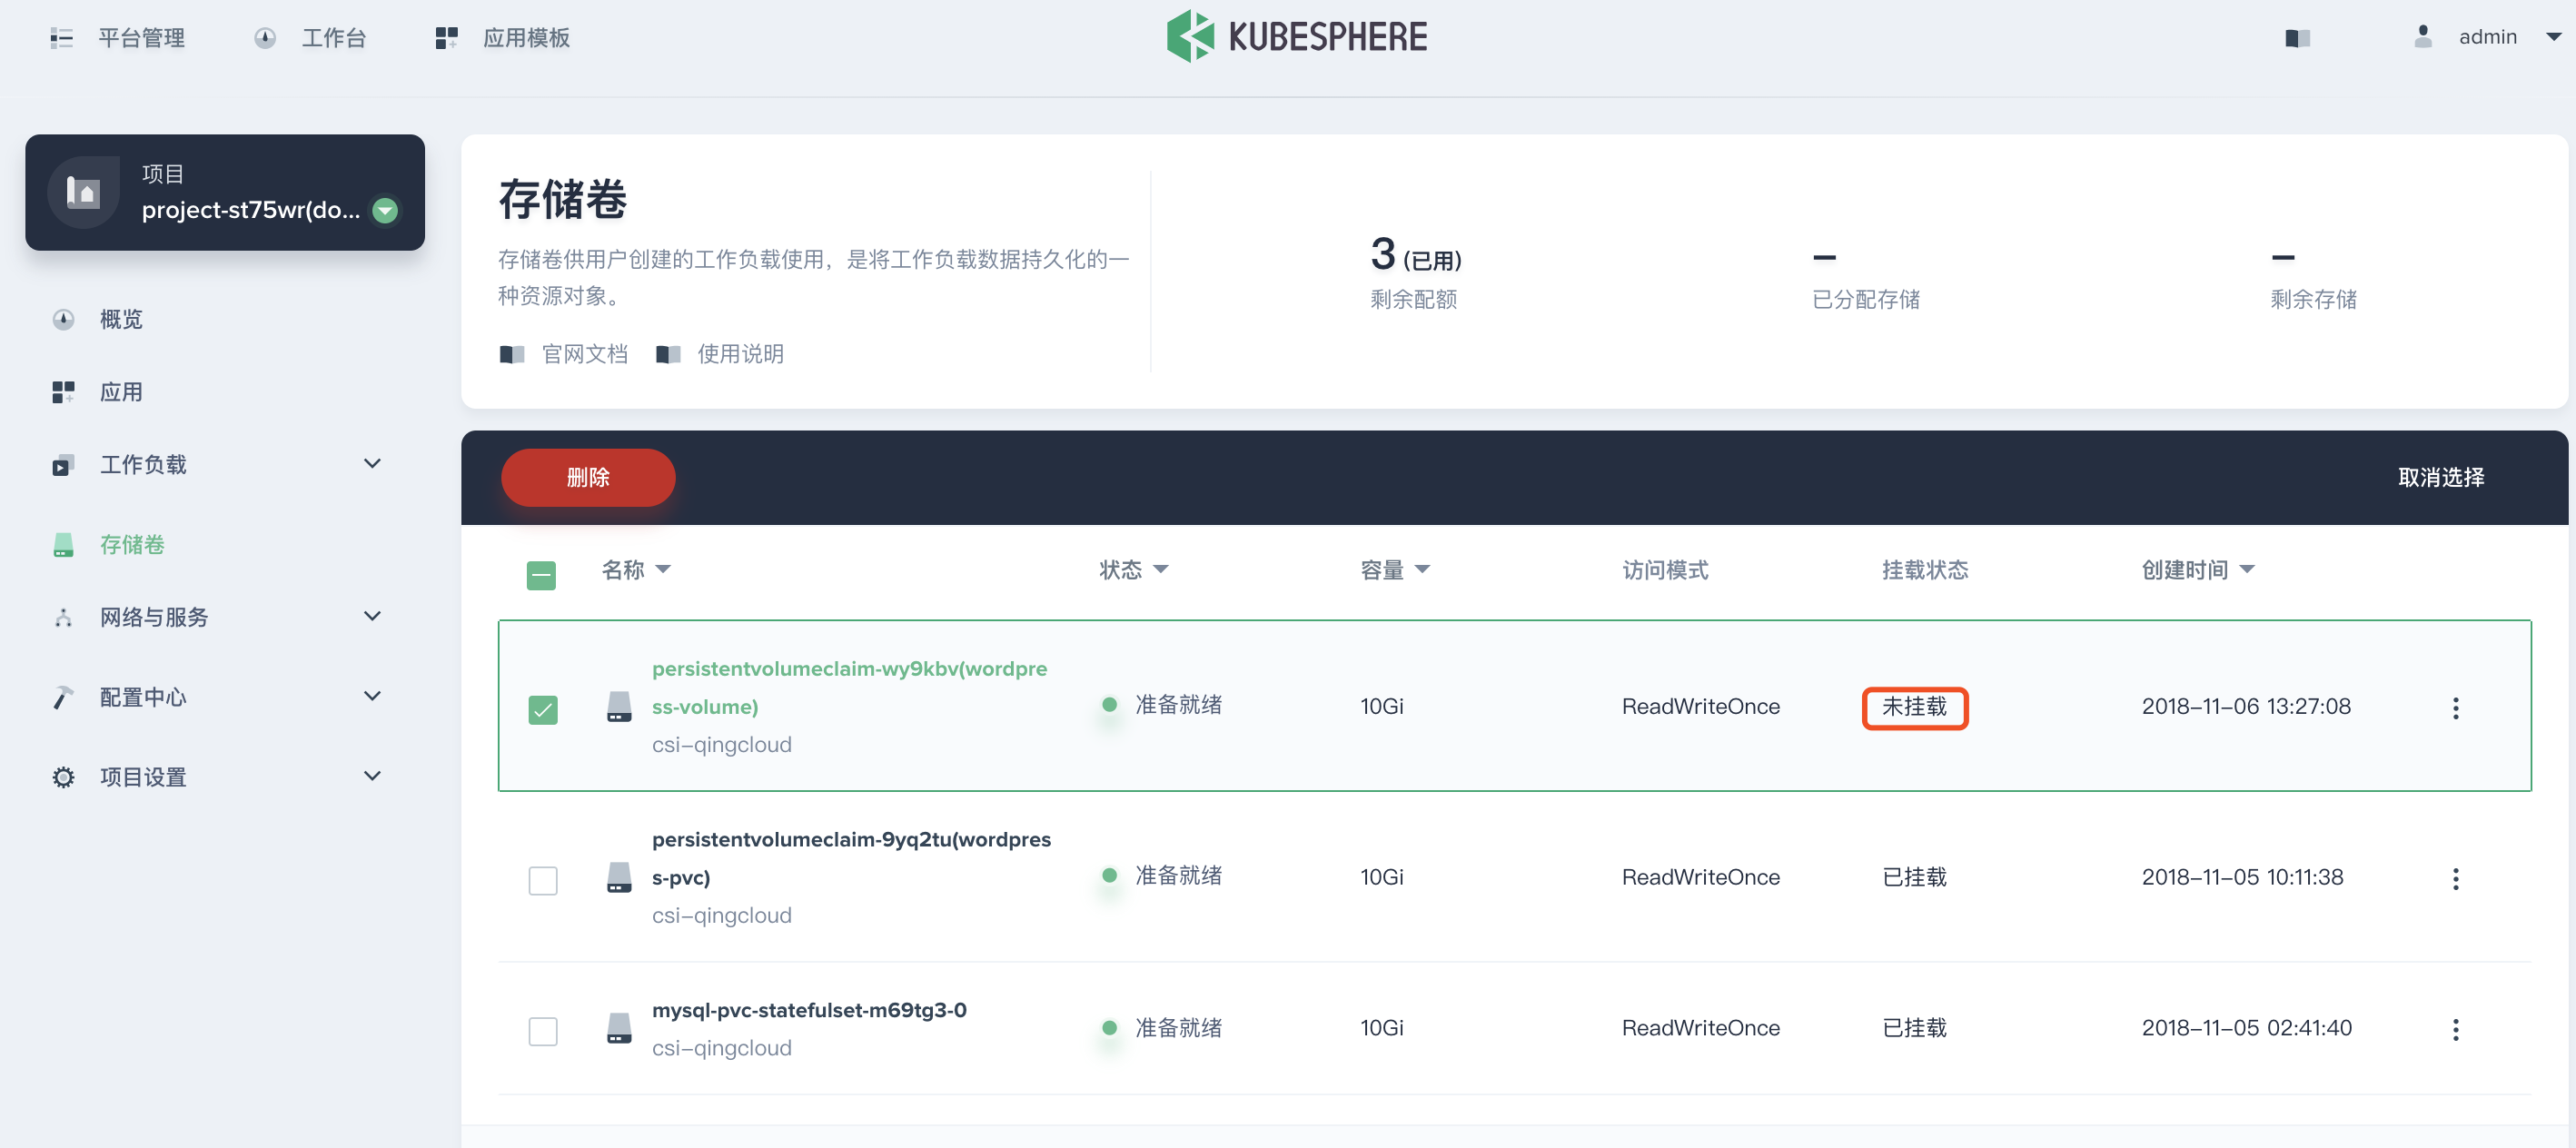 平台管理
工作台
应用模板
KUBESPHERE
admin
项目
project-st75wr(do...
概览
应用
工作负载
存储卷
网络与服务
配置中心
项目设置
存储卷
存储卷供用户创建的工作负载使用，是将工作负载数据持久化的一
种资源对象。
官网文档 使用说明
3 (已用)
剩余配额
–
已分配存储
–
剩余存储
删除
取消选择
名称 状态 容量 访问模式 挂载状态 创建时间
persistentvolumeclaim-wy9kbv(wordpre
ss-volume)
csi-qingcloud
准备就绪 10Gi ReadWriteOnce 未挂载 2018-11-06 13:27:08
persistentvolumeclaim-9yq2tu(wordpres
s-pvc)
csi-qingcloud
准备就绪 10Gi ReadWriteOnce 已挂载 2018-11-05 10:11:38
mysql-pvc-statefulset-m69tg3-0
csi-qingcloud
准备就绪 10Gi ReadWriteOnce 已挂载 2018-11-05 02:41:40